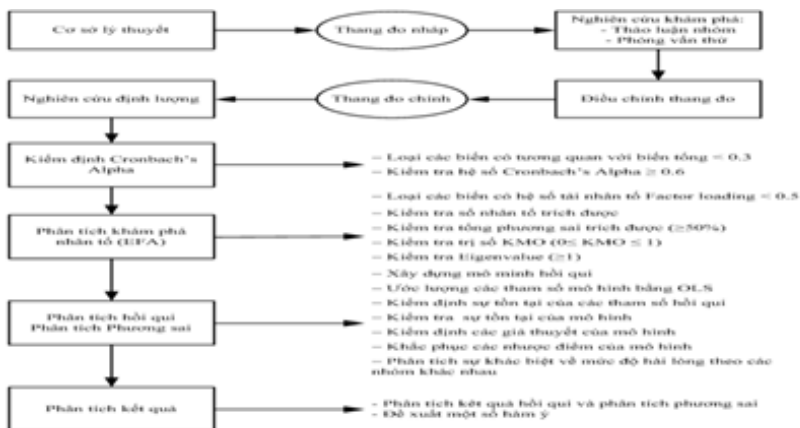 Cơ sở lý thuyết
Thang đo nháp
Nghiên cứu khám phá:
- Thảo luận nhóm
- Phỏng vấn thử
Nghiên cứu định lượng
Thang đo chính
Điều chỉnh thang đo
Kiểm định Cronbach's
Alpha
– Loại các biến có tương quan với biến tổng < 0.3
– Kiểm tra hệ số Cronbach's Alpha ≥ 0.6
Phân tích khám phá
nhân tố (EFA)
– Loại các biến có hệ số tải nhân tố Factor loading < 0.5
– Kiểm tra số nhân tố trích được
– Kiểm tra tổng phương sai trích được (≥50%)
– Kiểm tra trị số KMO (0≤ KMO ≤ 1)
– Kiểm tra Eigenvalue (≥1)
Phân tích hồi qui
Phân tích Phương sai
– Xây dựng mô mình hồi qui
– Ước lượng các tham số mô hình bằng OLS
– Kiểm định sự tồn tại của các tham số hồi qui
– Kiểm tra sự tồn tại của mô hình
– Kiểm định các giả thuyết của mô hình
– Khắc phục các nhược điểm của mô hình
– Phân tích sự khác biệt về mức độ hài lòng theo các
nhóm khác nhau
Phân tích kết quả
- Phân tích kết quả hồi qui và phân tích phương sai
- Đề xuất một số hàm ý